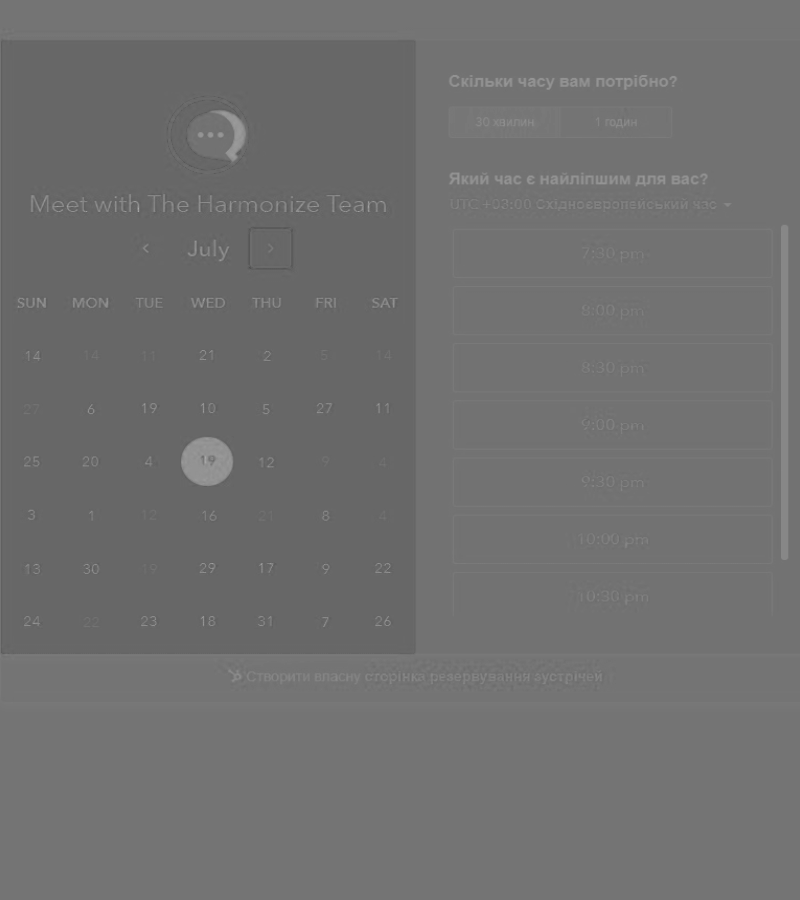 Meet with The Harmonize Team
July
SUN MON TUE WED THU FRI SAT
14 14 11 21 2 5 14
27 6 19 10 5 27 11
25 20 4 19 12 9 4
3 1 12 16 21 8 4
13 30 19 29 17 9 22
24 22 23 18 31 7 26
Скільки часу вам потрібно?
30 хвилин 1 годин
Який час є найліпшим для вас?
UTC +03:00 Східноєвропейський час
7:30 pm
8:00 pm
8:30 pm
9:00 pm
9:30 pm
10:00 pm
10:30 pm
Створити власну сторінку резервування зустрічей